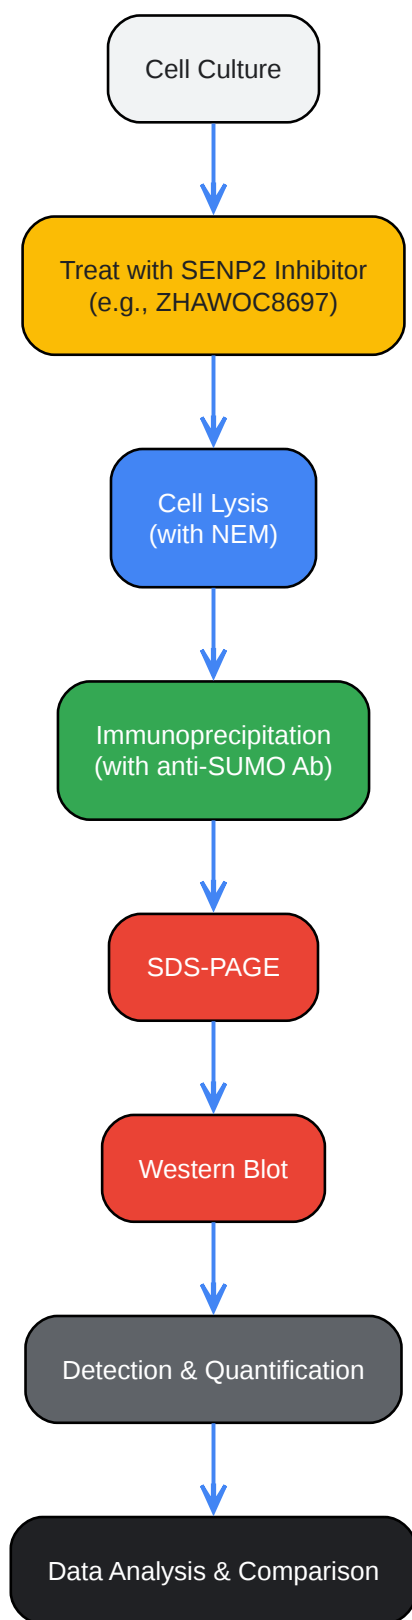 Cell Culture
Treat with SENP2 Inhibitor
(e.g., ZHAWOC8697)
Cell Lysis
(with NEM)
Immunoprecipitation
(with anti-SUMO Ab)
SDS-PAGE
Western Blot
Detection & Quantification
Data Analysis & Comparison